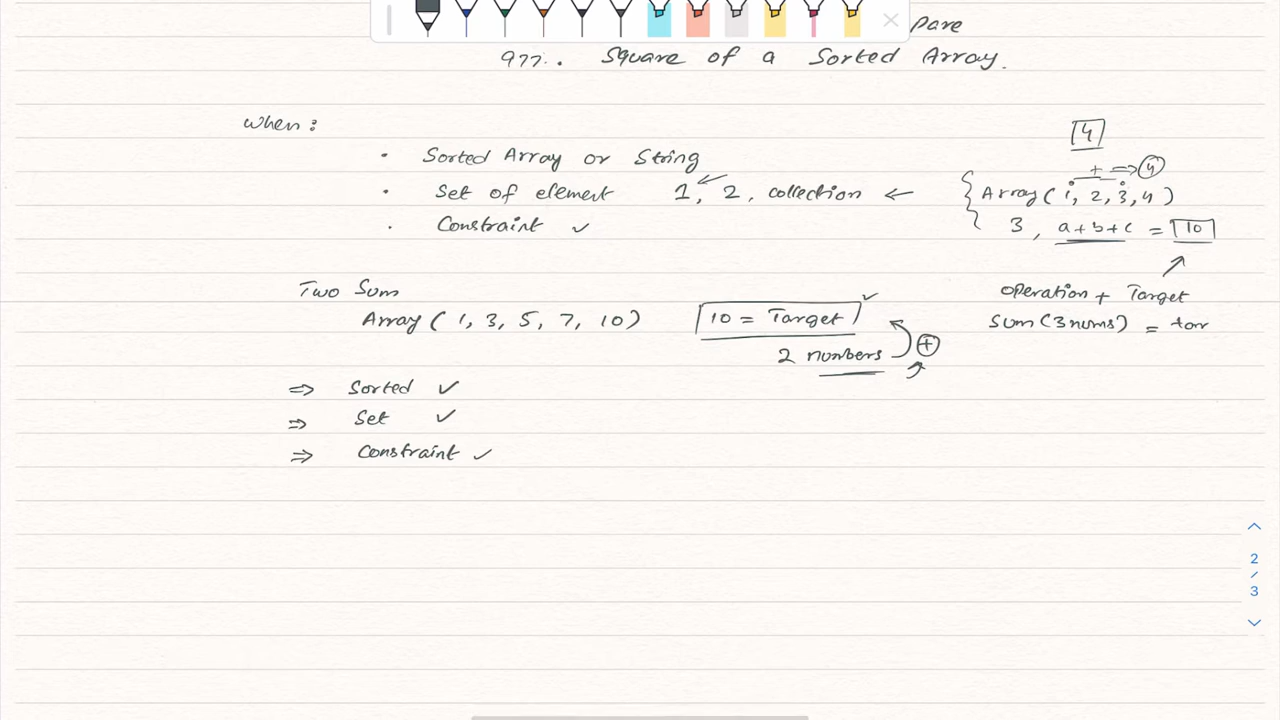 pare
977. Square of a Sorted Array.
When:
4
• Sorted Array or String
+ => 4
• Set of element 1, 2, collection ← { Array(1, 2, 3, 4)
• Constraint ✓ 3, a+b+c = 10
Two Sum
operation + Target
Array ( 1, 3, 5, 7, 10) 10 = Target ✓
Sum(3nums) = tar
2 numbers +
⇒ Sorted ✓
⇒ Set ✓
⇒ Constraint ✓
2
/
3